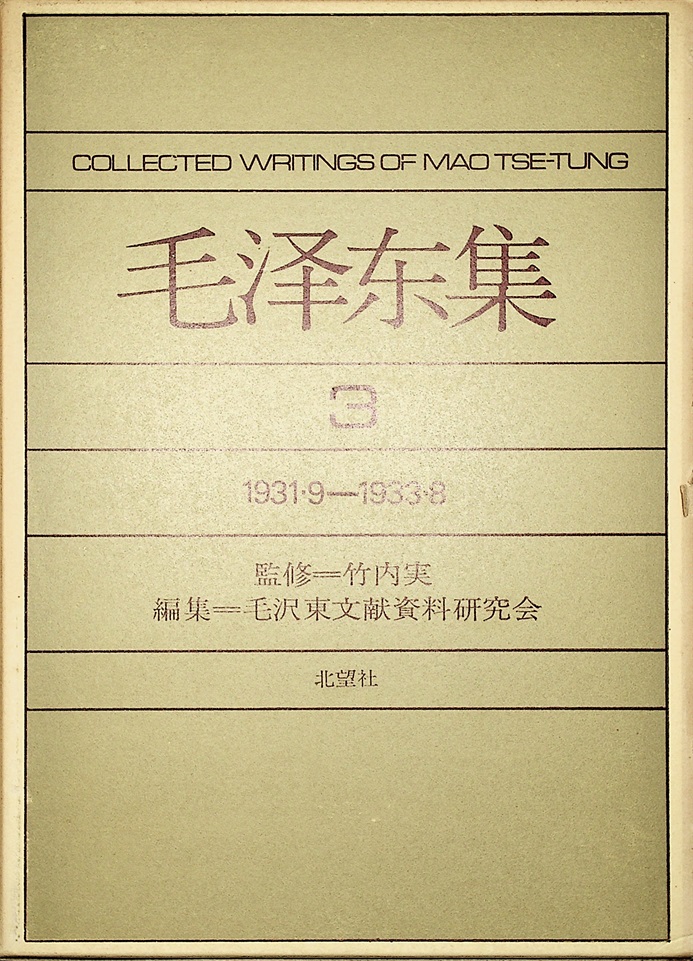 COLLECTED WRITINGS OF MAO TSE-TUNG
毛泽东集
3
1931·9—1933·8
監修＝竹内実
編集＝毛沢東文献資料研究会
北望社